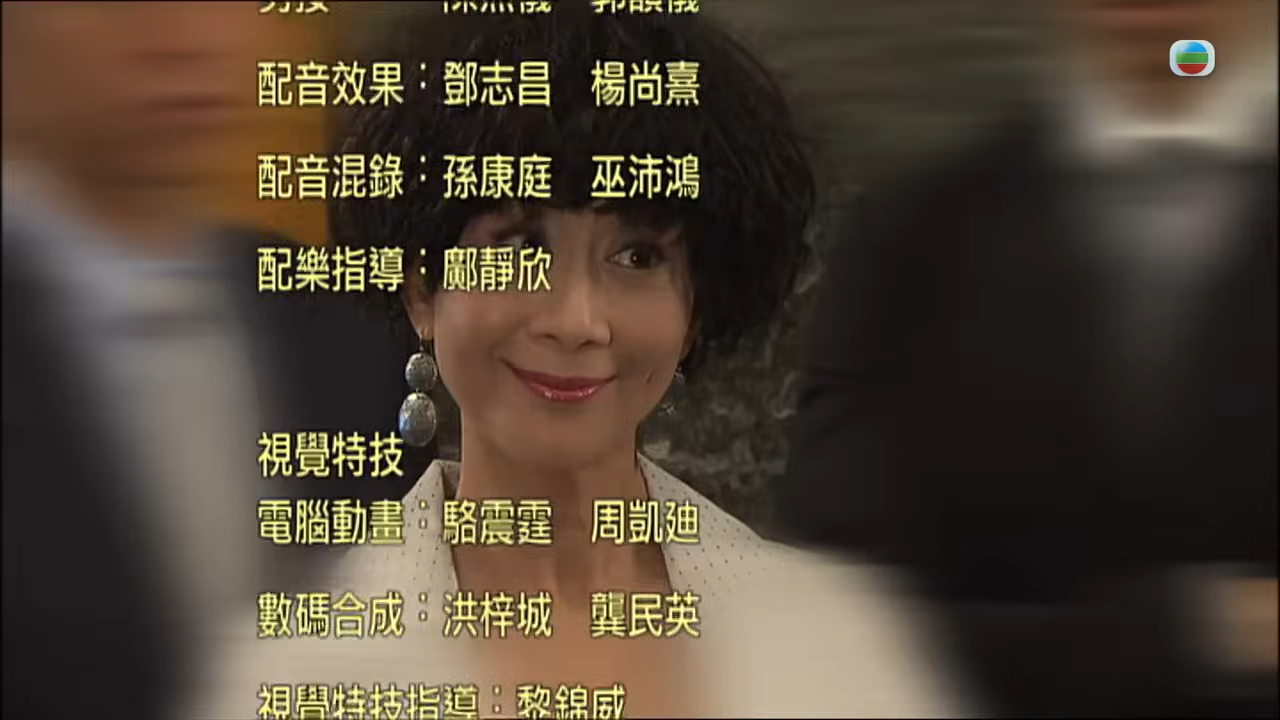 配音效果：鄧志昌　楊尚熹
配音混錄：孫康庭　巫沛鴻
配樂指導：鄺靜欣
視覺特技
電腦動畫：駱震霆　周凱廸
數碼合成：洪梓城　龔民英
視覺特技指導：黎錦威